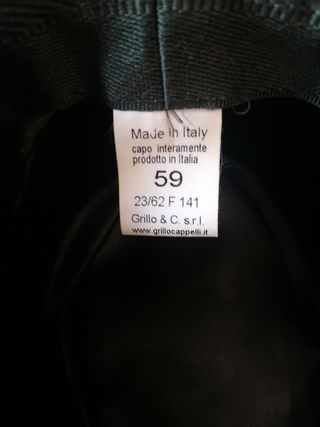 Made in Italy
capo interamente
prodotto in Italia
59
23/62 F 141
Grillo & C. s.r.l.
www.grillocappelli.it